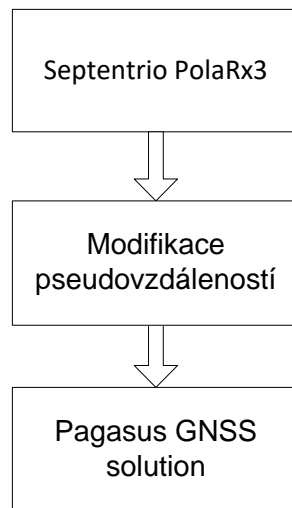 Septentrio PolaRx3
Modifikace
pseudovzdáleností
Pagasus GNSS
solution